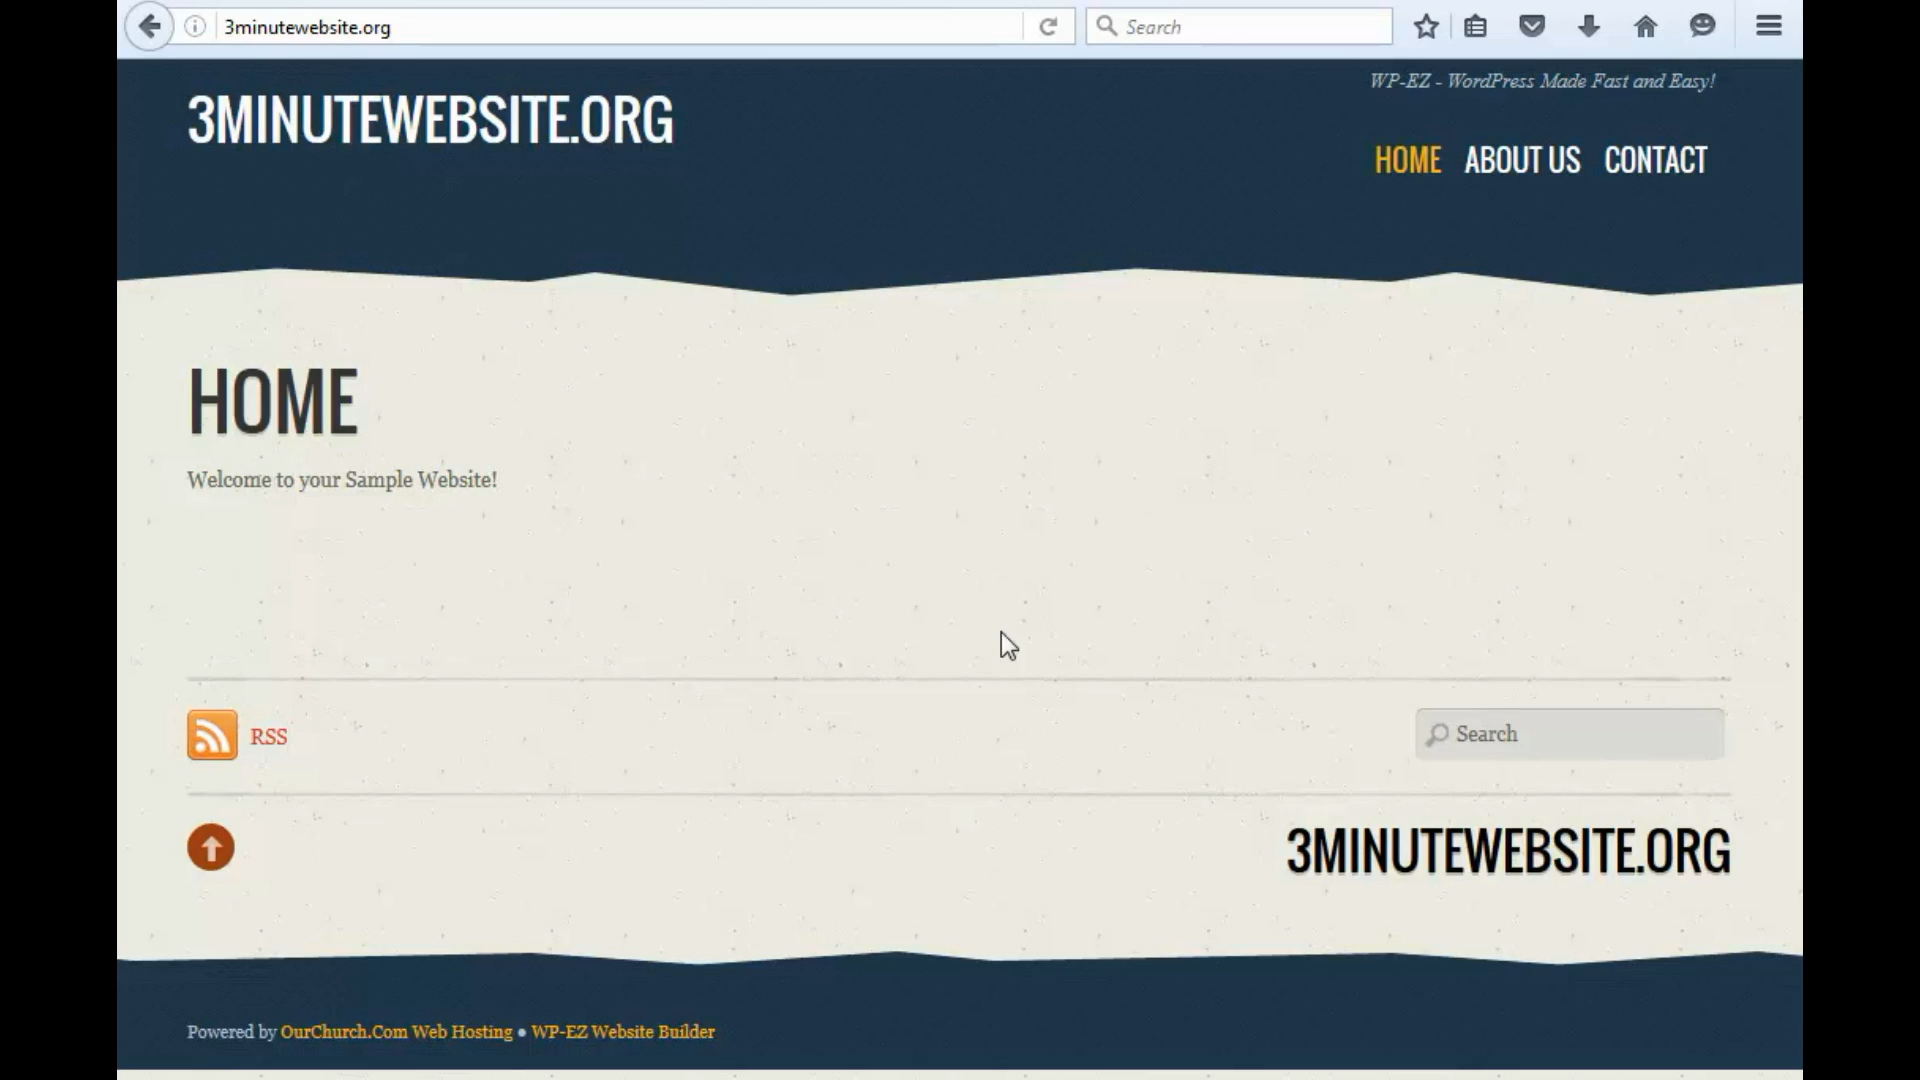 3minutewebsite.org
Search
WP-EZ - WordPress Made Fast and Easy!
3MINUTEWEBSITE.ORG
HOME ABOUT US CONTACT
HOME
Welcome to your Sample Website!
RSS
Search
3MINUTEWEBSITE.ORG
Powered by OurChurch.Com Web Hosting ● WP-EZ Website Builder